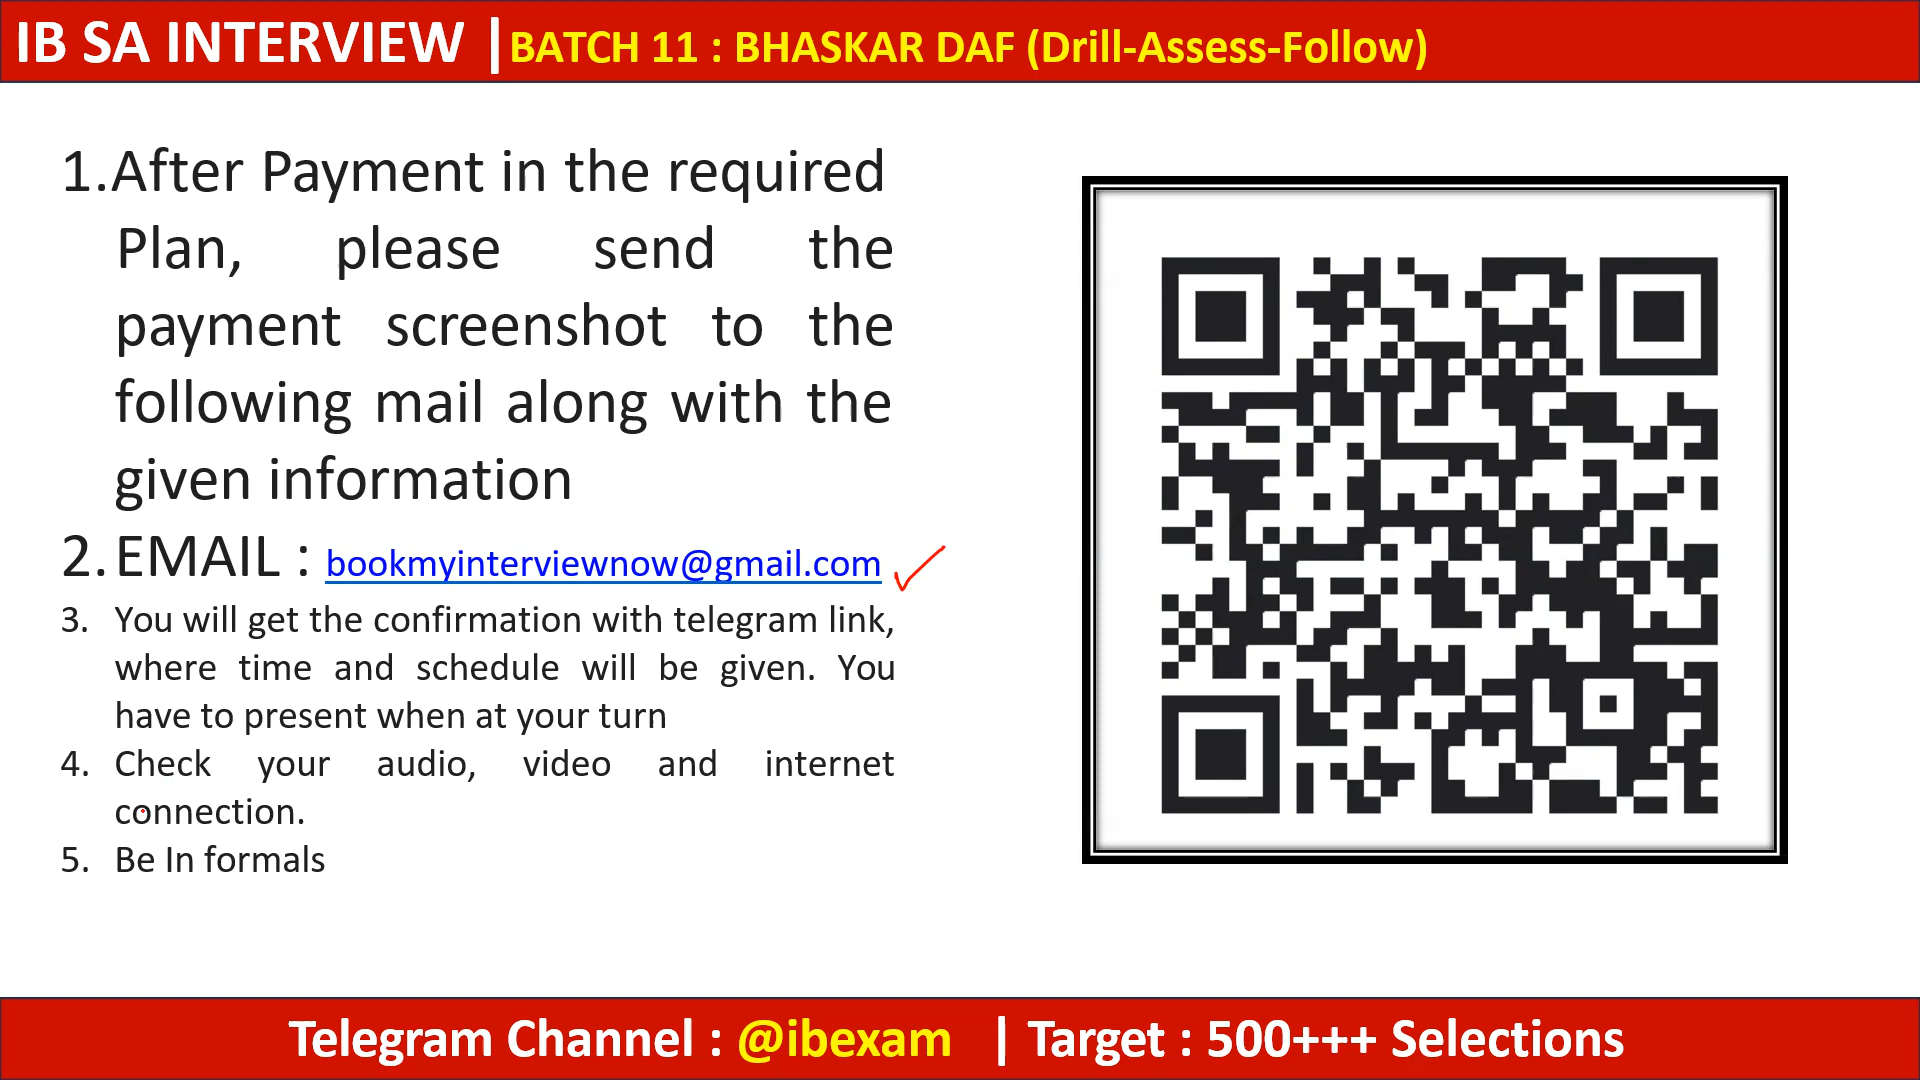 IB SA INTERVIEW | BATCH 11 : BHASKAR DAF (Drill-Assess-Follow)
1.After Payment in the required
Plan, please send the
payment screenshot to the
following mail along with the
given information
2.EMAIL : bookmyinterviewnow@gmail.com
3. You will get the confirmation with telegram link,
where time and schedule will be given. You
have to present when at your turn
4. Check your audio, video and internet
connection.
5. Be In formals
Telegram Channel : @ibexam | Target : 500+++ Selections